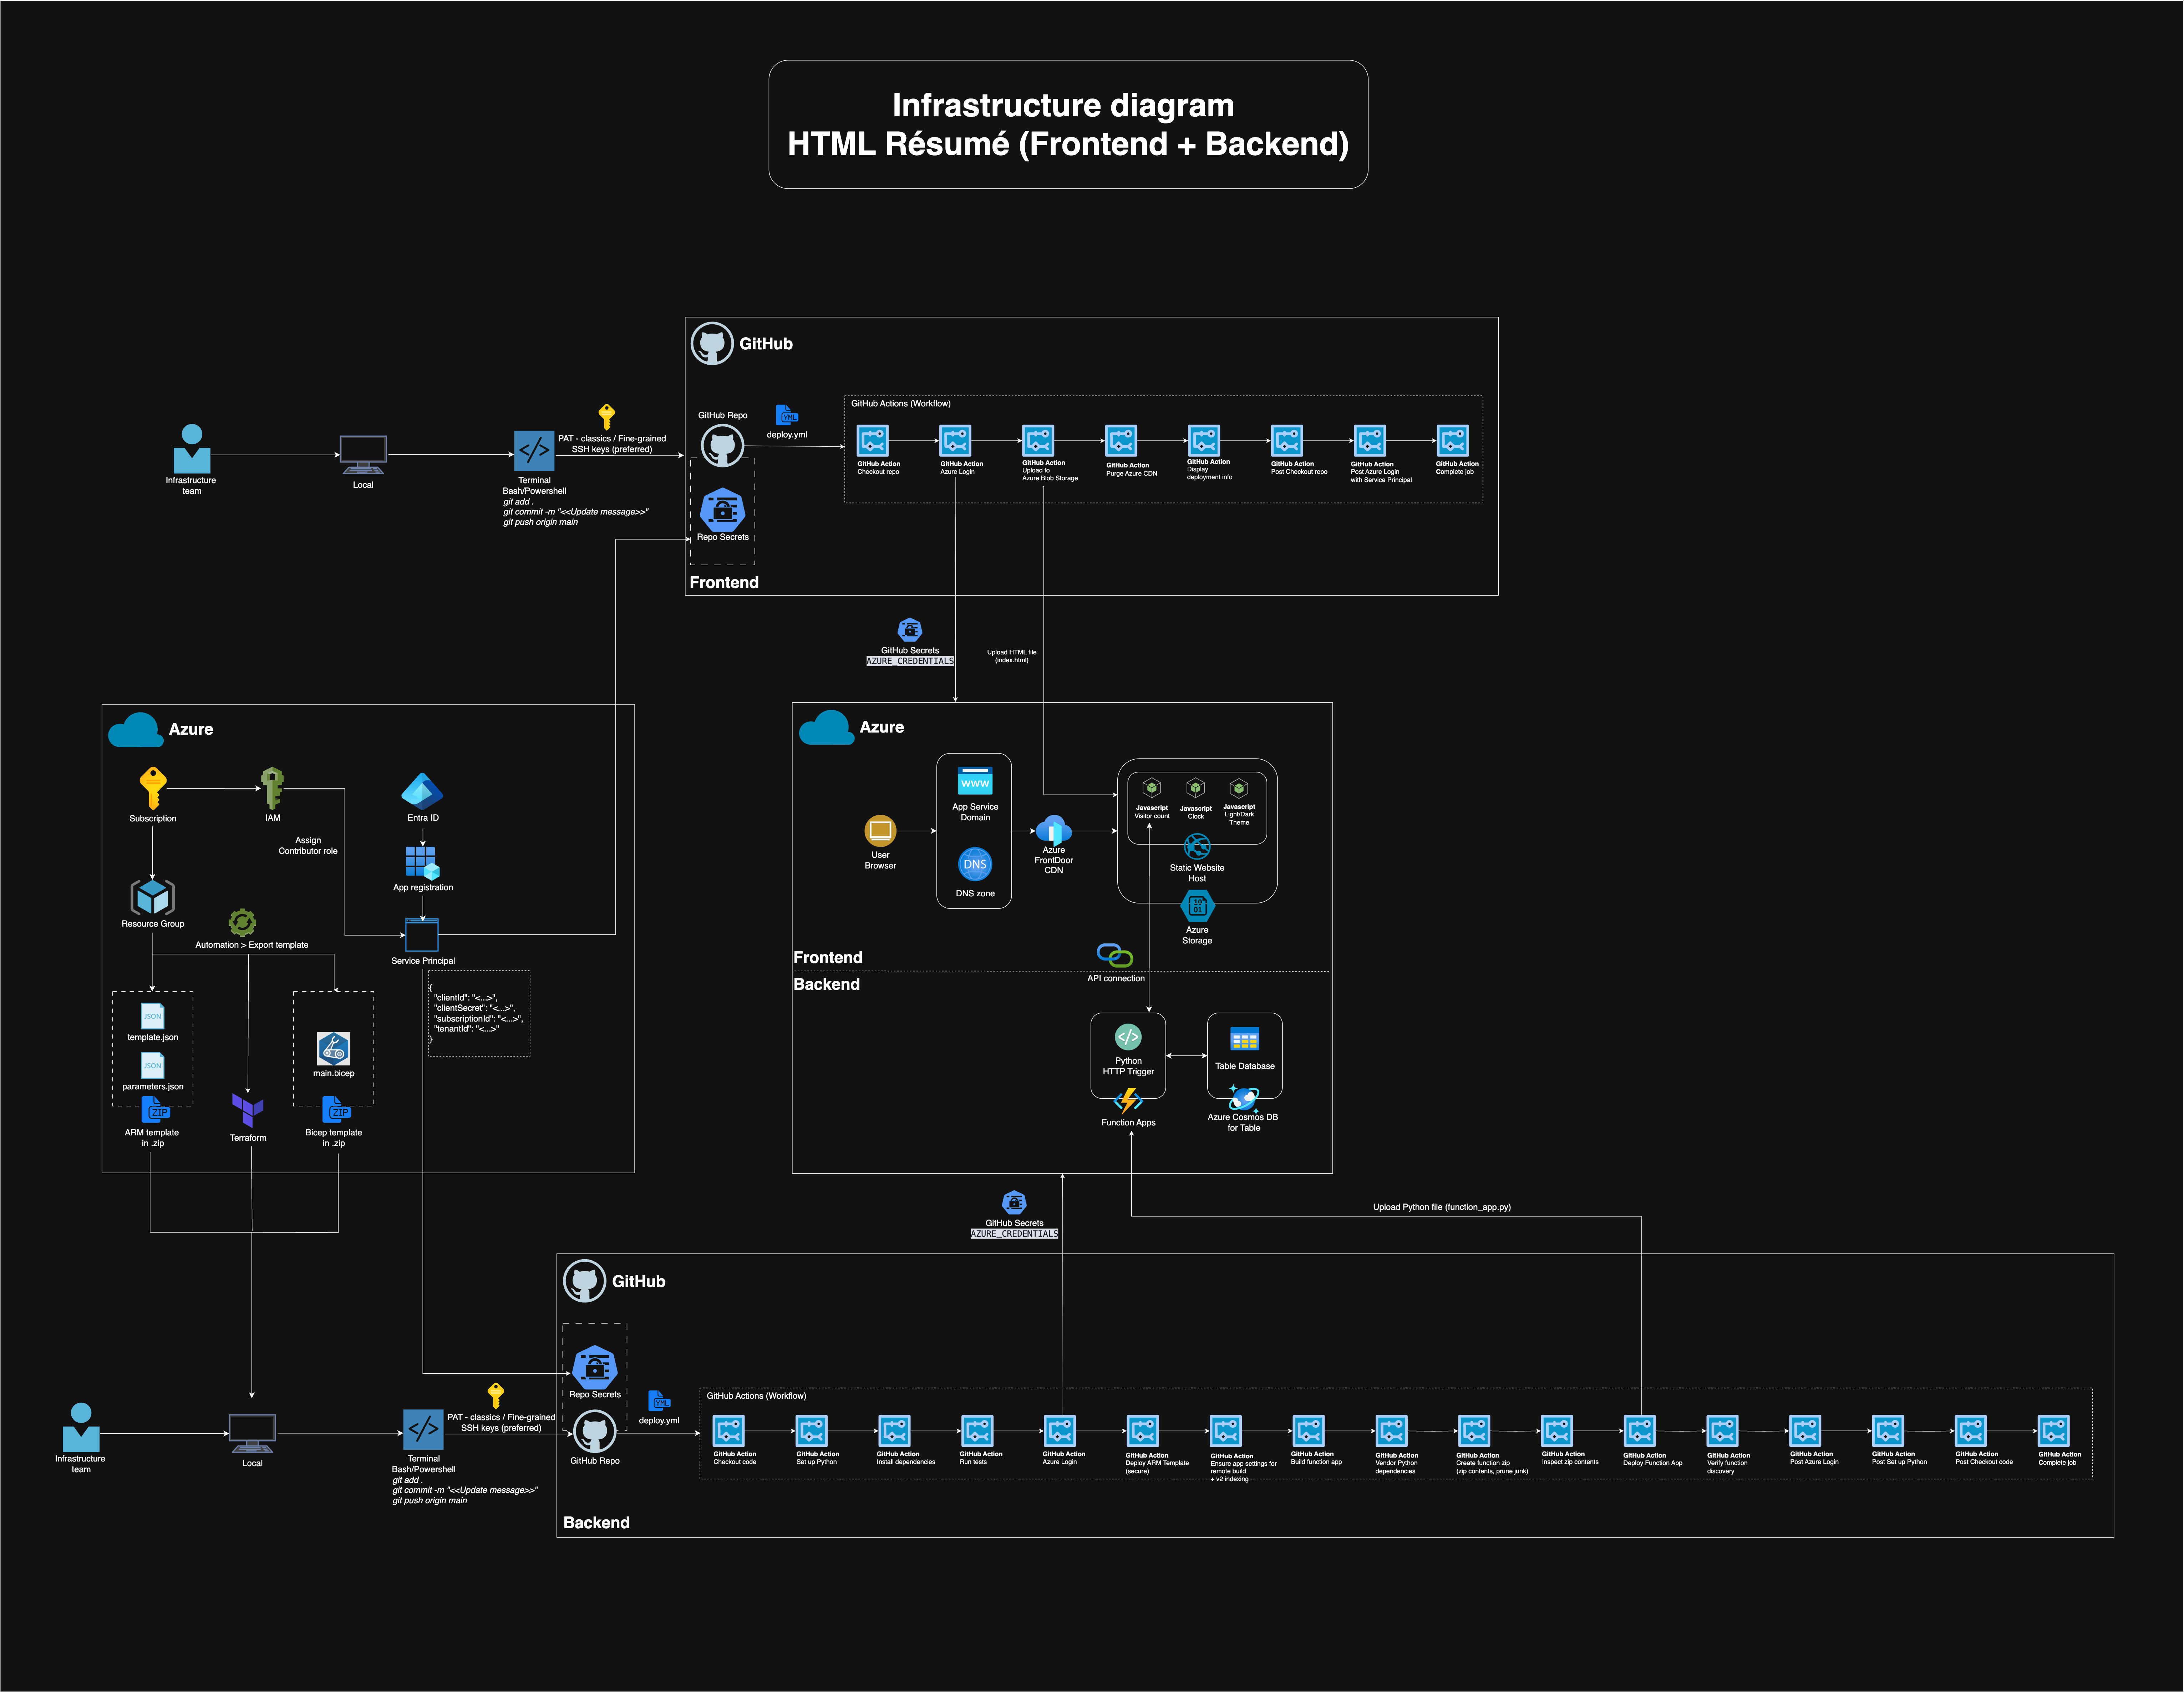 Infrastructure diagram
HTML Résumé (Frontend + Backend)
GitHub
GitHub Repo
deploy.yml
Repo Secrets
Frontend
GitHub Actions (Workflow)
GitHub Action
Checkout repo
GitHub Action
Azure Login
GitHub Action
Upload to
Azure Blob Storage
GitHub Action
Purge Azure CDN
GitHub Action
Display
deployment info
GitHub Action
Post Checkout repo
GitHub Action
Post Azure Login
with Service Principal
GitHub Action
Complete job
Infrastructure
team
Local
Terminal
Bash/Powershell
git add .
git commit -m "<<Update message>>"
git push origin main
PAT - classics / Fine-grained
SSH keys (preferred)
GitHub Secrets
AZURE_CREDENTIALS
Upload HTML file
(index.html)
Azure
Subscription
IAM
Entra ID
Assign
Contributor role
App registration
Resource Group
Automation > Export template
Service Principal
{
"clientId": "<...>",
"clientSecret": "<...>",
"subscriptionId": "<...>",
"tenantId": "<...>"
}
JSON
template.json
JSON
parameters.json
ZIP
ARM template
in .zip
Terraform
main.bicep
ZIP
Bicep template
in .zip
Azure
User
Browser
WWW
App Service
Domain
DNS
DNS zone
Azure
FrontDoor
CDN
Javascript
Visitor count
Javascript
Clock
Javascript
Light/Dark
Theme
Static Website
Host
Azure
Storage
Frontend
Backend
API connection
Python
HTTP Trigger
Function Apps
Table Database
Azure Cosmos DB
for Table
GitHub Secrets
AZURE_CREDENTIALS
Upload Python file (function_app.py)
GitHub
Repo Secrets
GitHub Repo
YML
deploy.yml
Backend
Infrastructure
team
Local
Terminal
Bash/Powershell
git add .
git commit -m "<<Update message>>"
git push origin main
PAT - classics / Fine-grained
SSH keys (preferred)
GitHub Actions (Workflow)
GitHub Action
Checkout code
GitHub Action
Set up Python
GitHub Action
Install dependencies
GitHub Action
Run tests
GitHub Action
Azure Login
GitHub Action
Deploy ARM Template
(secure)
GitHub Action
Ensure app settings for
remote build
+ v2 indexing
GitHub Action
Build function app
GitHub Action
Vendor Python
dependencies
GitHub Action
Create function zip
(zip contents, prune junk)
GitHub Action
Inspect zip contents
GitHub Action
Deploy Function App
GitHub Action
Verify function
discovery
GitHub Action
Post Azure Login
GitHub Action
Post Set up Python
GitHub Action
Post Checkout code
GitHub Action
Complete job